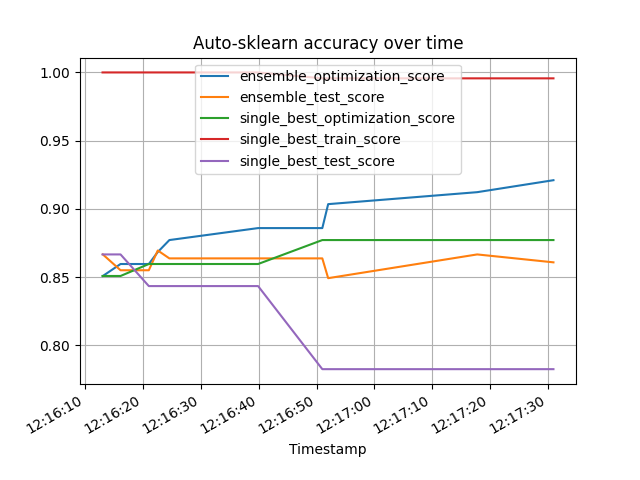 Auto-sklearn accuracy over time
1.00
0.95
0.90
0.85
0.80
ensemble_optimization_score
ensemble_test_score
single_best_optimization_score
single_best_train_score
single_best_test_score
12:16:10
12:16:20
12:16:30
12:16:40
12:16:50
12:17:00
12:17:10
12:17:20
12:17:30
Timestamp